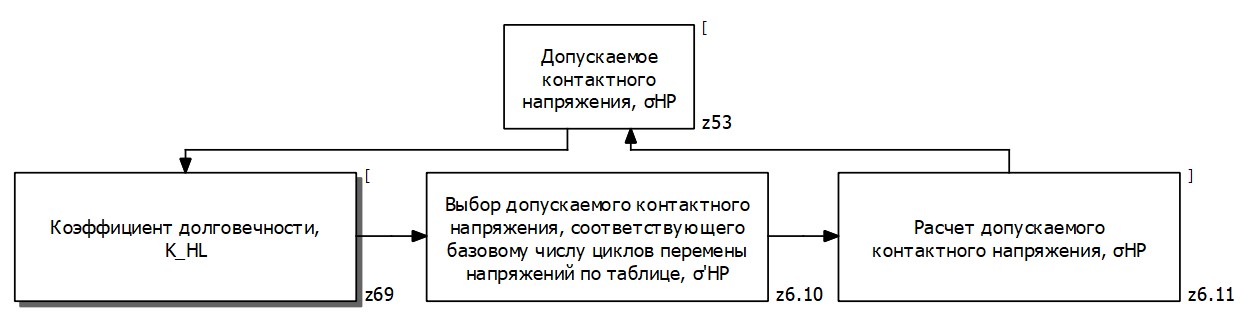 [
Допускаемое
контактного
напряжения, σHP
z53
[
Коэффициент долговечности,
K_HL
z69
Выбор допускаемого контактного
напряжения, соответствующего
базовому числу циклов перемены
напряжений по таблице, σ'HP
z6.10
]
Расчет допускаемого
контактного напряжения, σHP
z6.11